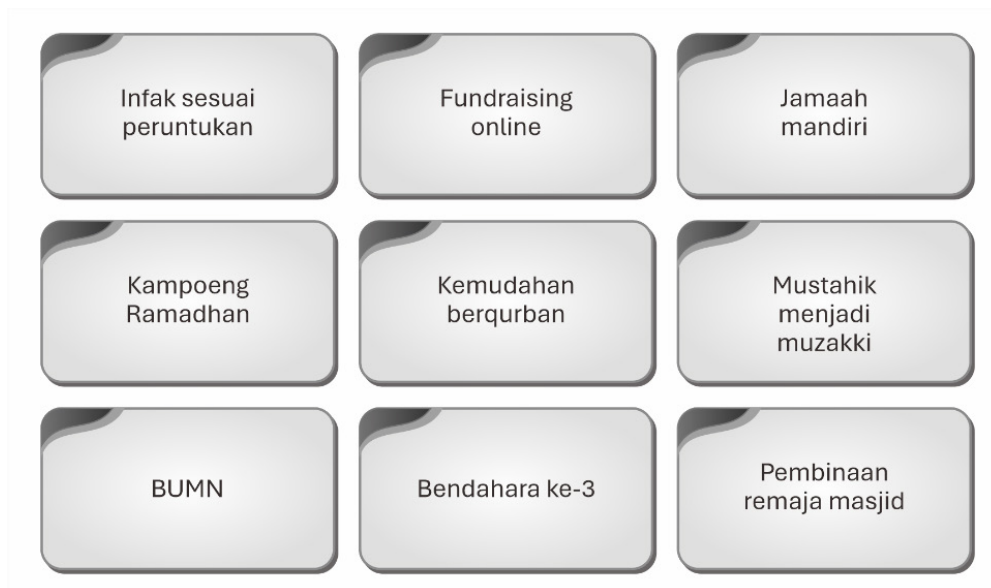 Infak sesuai
peruntukan
Fundraising
online
Jamaah
mandiri
Kampoeng
Ramadhan
Kemudahan
berqurban
Mustahik
menjadi
muzakki
BUMN
Bendahara ke-3
Pembinaan
remaja masjid